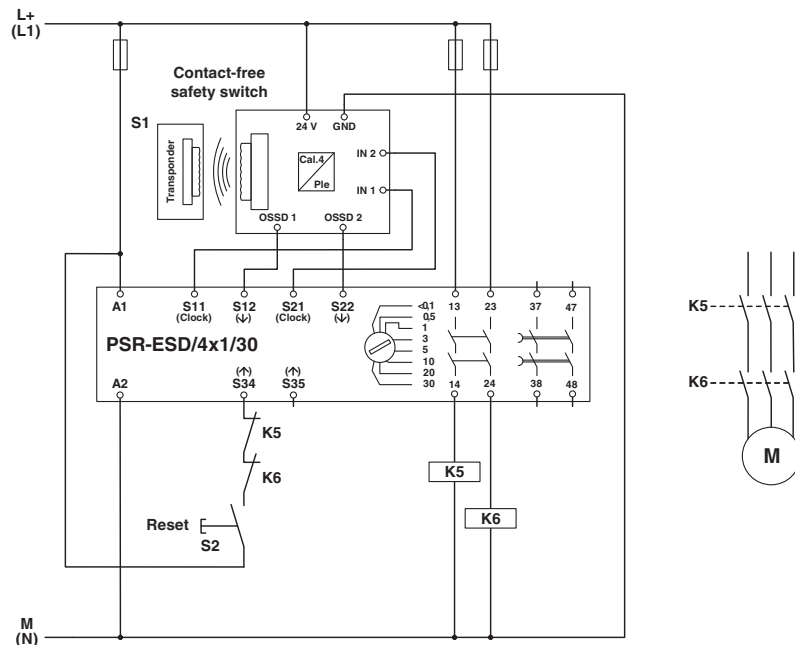 L+
(L1)
Contact-free
safety switch
S1
Transponder
24 V
GND
Cal.4
Ple
IN 2
IN 1
OSSD 1
OSSD 2
A1
S11
(Clock)
S12
(↓)
S21
(Clock)
S22
(↓)
<0,1
0,5
1
3
5
10
20
30
13
23
37
47
PSR-ESD/4x1/30
A2
(↑)
S34
(↑)
S35
14
24
38
48
K5
K6
Reset
S2
K5
K6
K5
K6
M
M
(N)